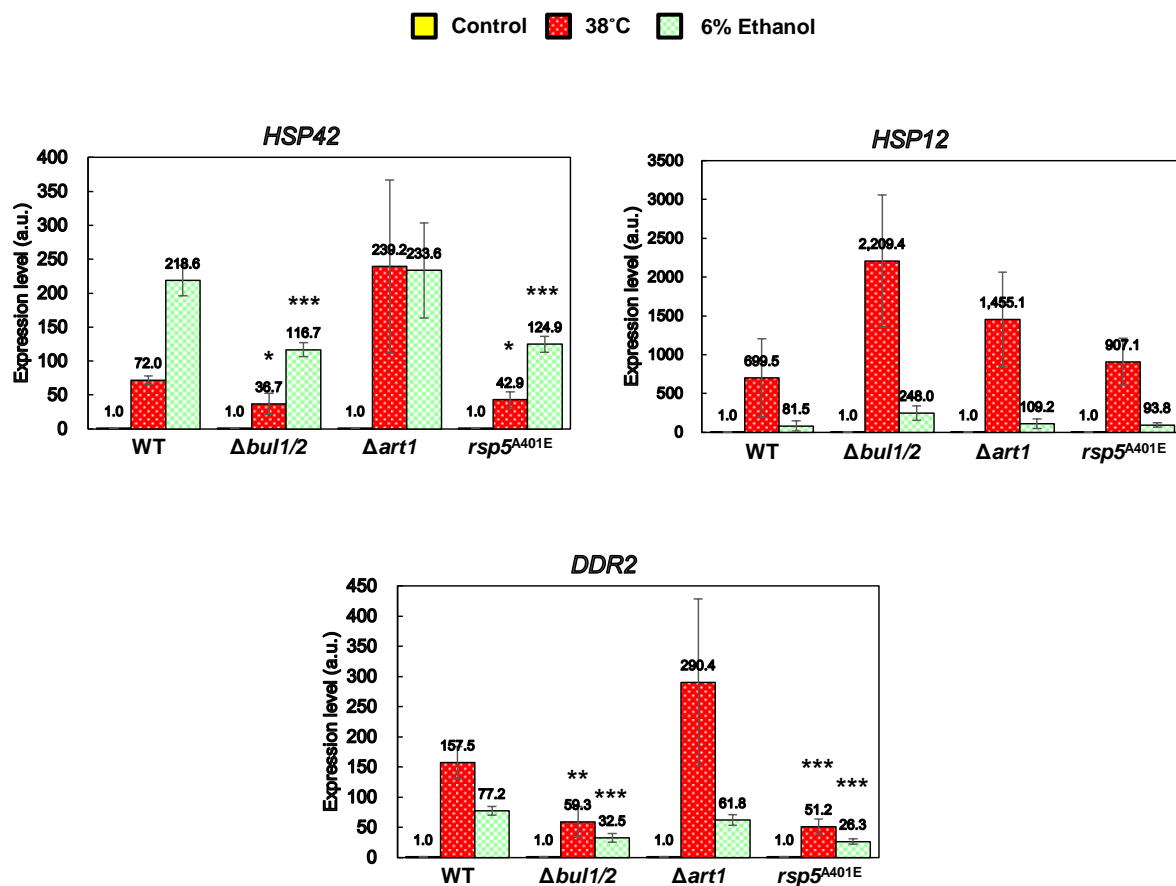 Control 38°C 6% Ethanol
HSP42
Expression level (a.u.)
400
350
300
250
200
150
100
50
0
1.0 72.0 218.6
1.0 36.7 116.7
* ***
1.0 239.2 233.6
1.0 42.9 124.9
* ***
WT Δbul1/2 Δart1 rsp5A401E
HSP12
Expression level (a.u.)
3500
3000
2500
2000
1500
1000
500
0
1.0 699.5 81.5
1.0 2,209.4 248.0
1.0 1,455.1 109.2
1.0 907.1 93.8
WT Δbul1/2 Δart1 rsp5A401E
DDR2
Expression level (a.u.)
450
400
350
300
250
200
150
100
50
0
1.0 157.5 77.2
1.0 59.3 32.5
** ***
1.0 290.4 61.8
1.0 51.2 26.3
*** ***
WT Δbul1/2 Δart1 rsp5A401E